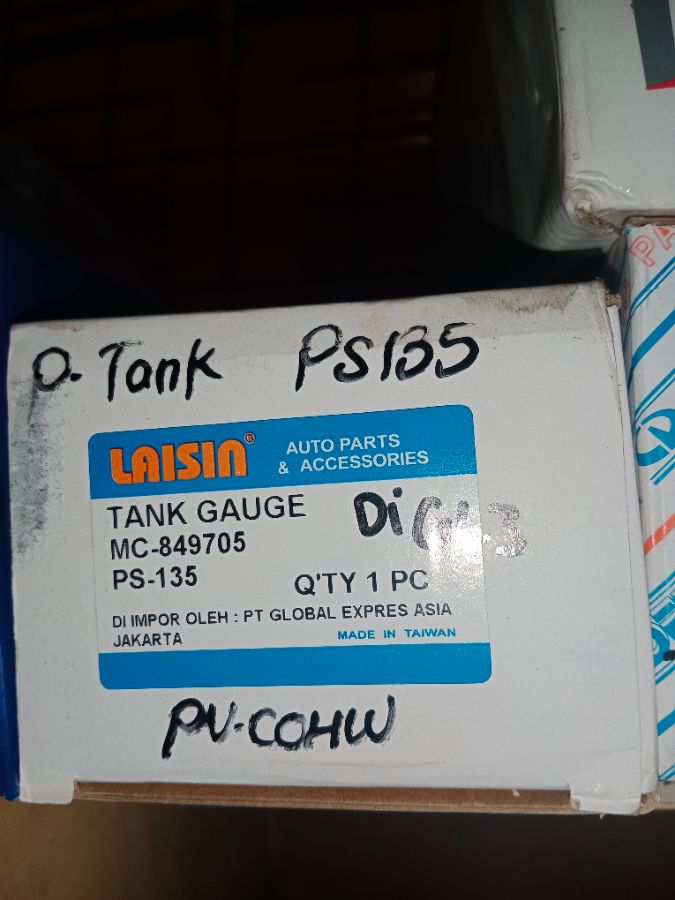 P. Tank PS135
LAISIN® AUTO PARTS
& ACCESSORIES
TANK GAUGE
MC-849705
PS-135
Q'TY 1 PC
DI IMPOR OLEH : PT GLOBAL EXPRES ASIA
JAKARTA
MADE IN TAIWAN
PV-COHW
PA